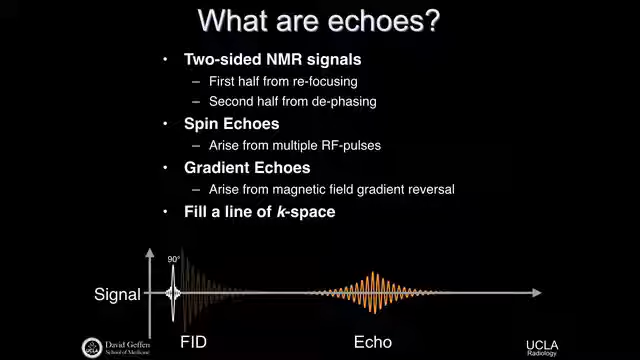 What are echoes?
• Two-sided NMR signals
– First half from re-focusing
– Second half from de-phasing
• Spin Echoes
– Arise from multiple RF-pulses
• Gradient Echoes
– Arise from magnetic field gradient reversal
• Fill a line of k-space
90°
Signal
FID
Echo
UCLA
David Geffen
School of Medicine
UCLA
Radiology